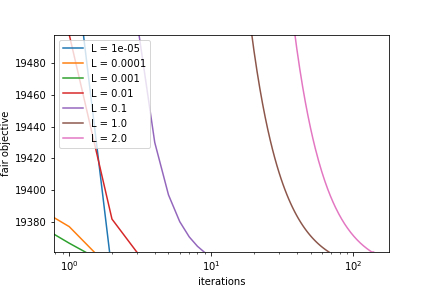 19480
19460
19440
19420
19400
19380
fair objective
L = 1e-05
L = 0.0001
L = 0.001
L = 0.01
L = 0.1
L = 1.0
L = 2.0
10⁰
10¹
10²
iterations